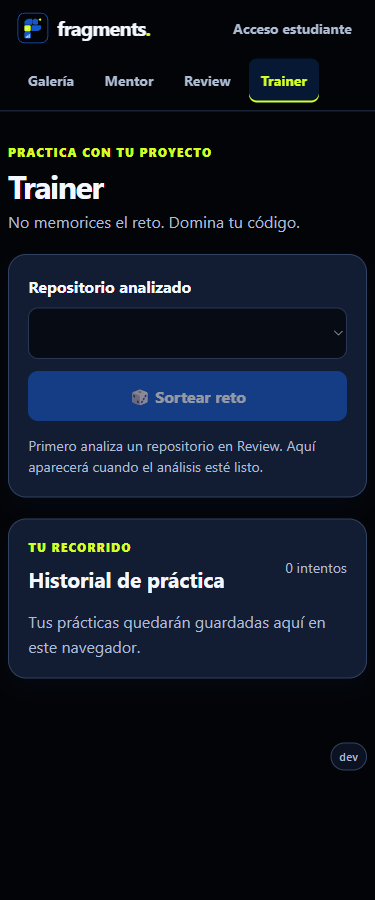 fragments.
Acceso estudiante
Galería
Mentor
Review
Trainer
PRACTICA CON TU PROYECTO
Trainer
No memorices el reto. Domina tu código.
Repositorio analizado
Sortear reto
Primero analiza un repositorio en Review. Aquí
aparecerá cuando el análisis esté listo.
TU RECORRIDO
Historial de práctica
0 intentos
Tus prácticas quedarán guardadas aquí en
este navegador.
dev